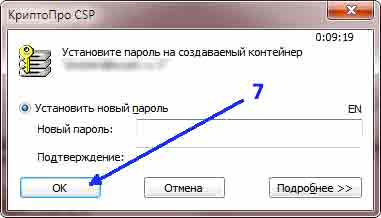 КриптоПро CSP
0:09:19
Установите пароль на создаваемый контейнер
Установить новый пароль
7
EN
Новый пароль:
Подтверждение:
OK
Отмена
Подробнее >>